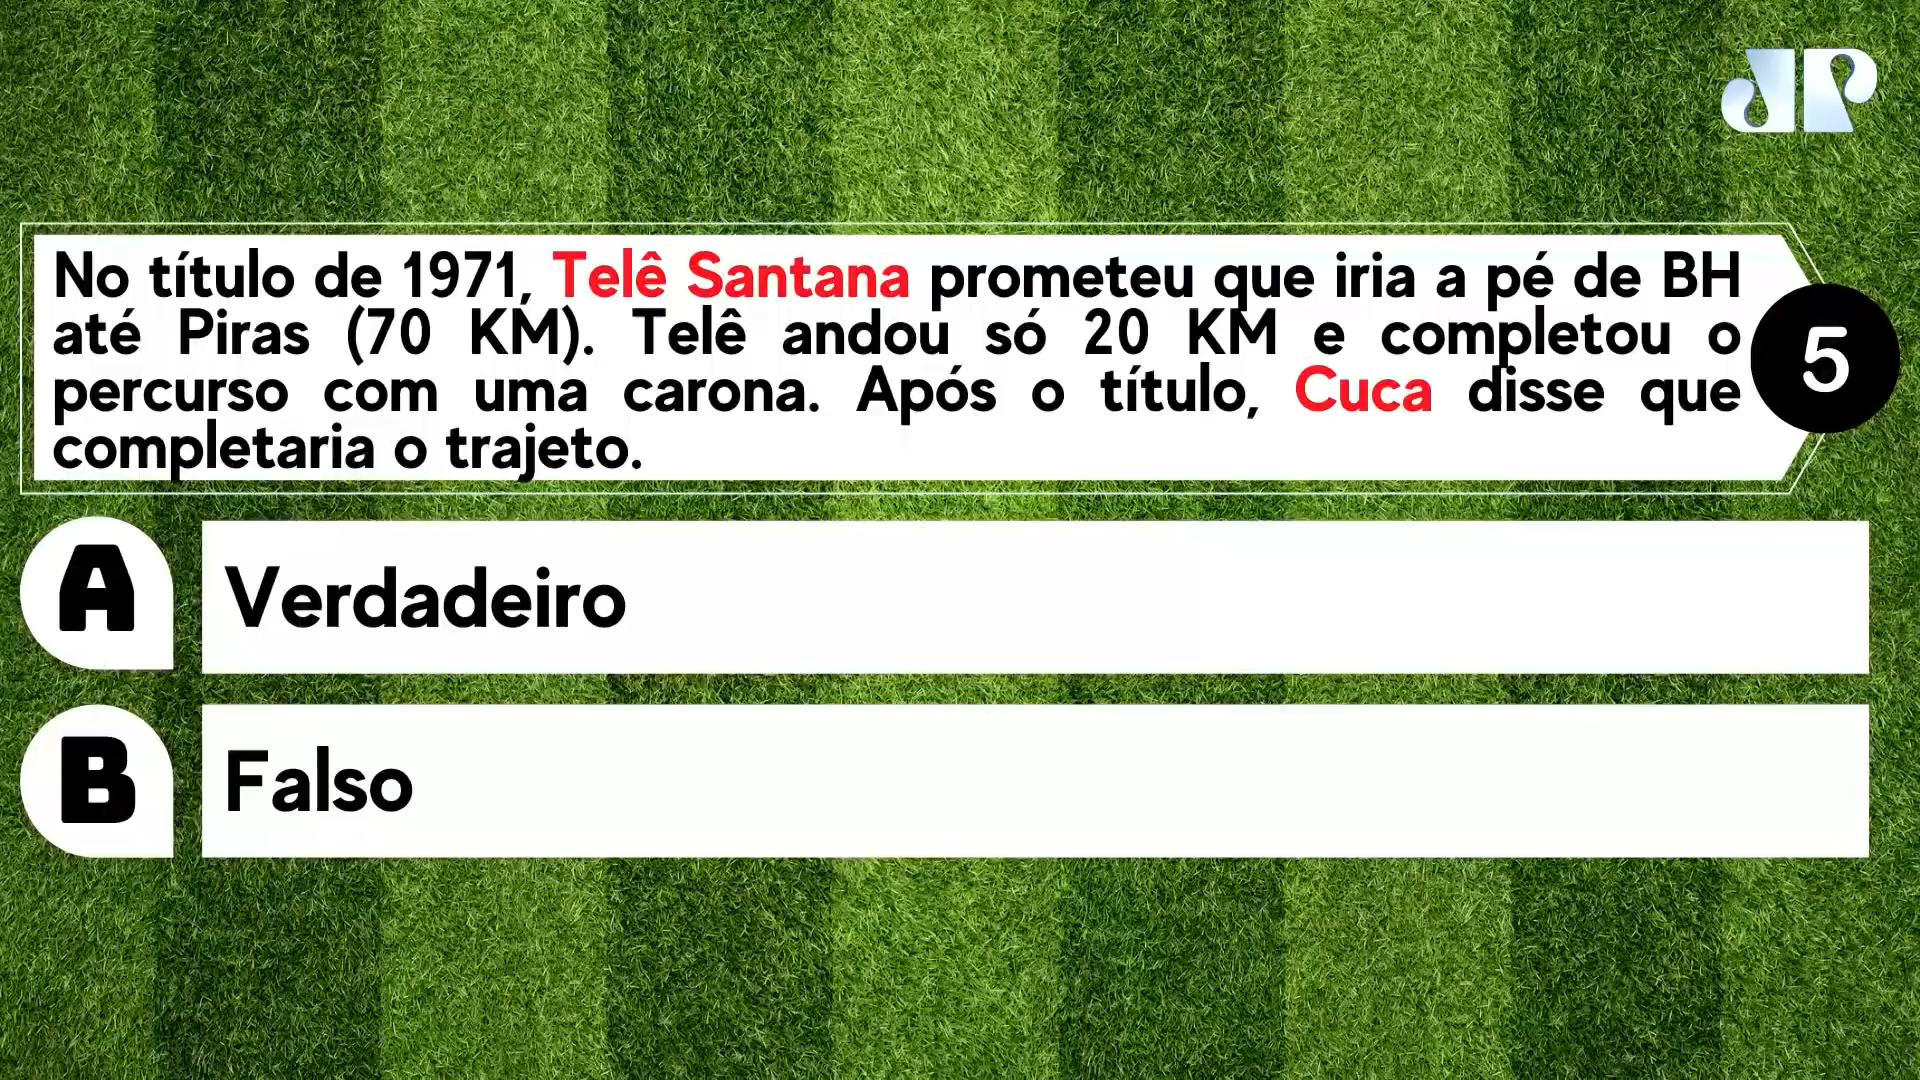 JP
No título de 1971, Telê Santana prometeu que iria a pé de BH
até Piras (70 KM). Telê andou só 20 KM e completou o
percurso com uma carona. Após o título, Cuca disse que
completaria o trajeto.
5
A
Verdadeiro
B
Falso